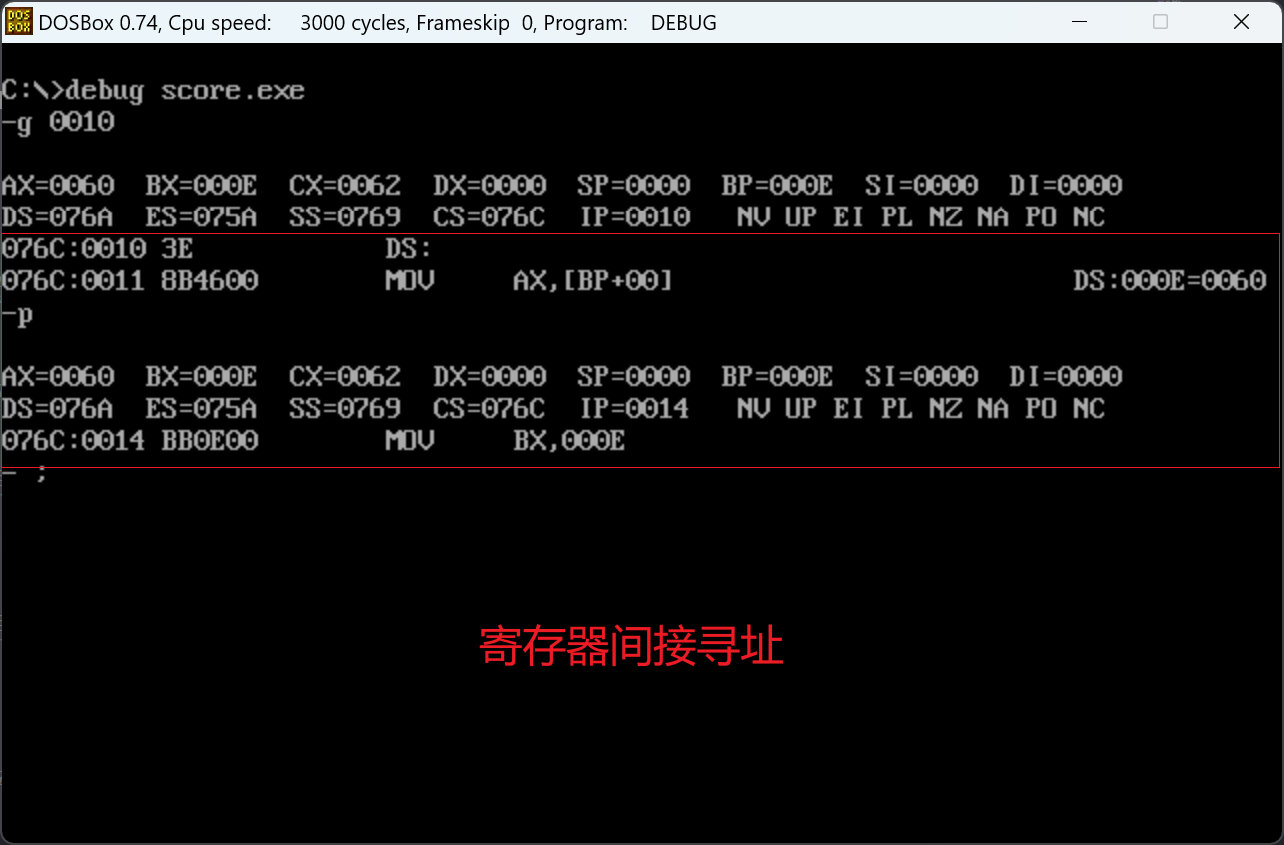 DOS BOX DOSBox 0.74, Cpu speed: 3000 cycles, Frameskip 0, Program: DEBUG
C:\>debug score.exe
-g 0010
AX=0060 BX=000E CX=0062 DX=0000 SP=0000 BP=000E SI=0000 DI=0000
DS=076A ES=075A SS=0769 CS=076C IP=0010 NV UP EI PL NZ NA PO NC
076C:0010 3E DS:
076C:0011 8B4600 MOV AX,[BP+00] DS:000E=0060
-p
AX=0060 BX=000E CX=0062 DX=0000 SP=0000 BP=000E SI=0000 DI=0000
DS=076A ES=075A SS=0769 CS=076C IP=0014 NV UP EI PL NZ NA PO NC
076C:0014 BB0E00 MOV BX,000E
- ;
寄存器间接寻址